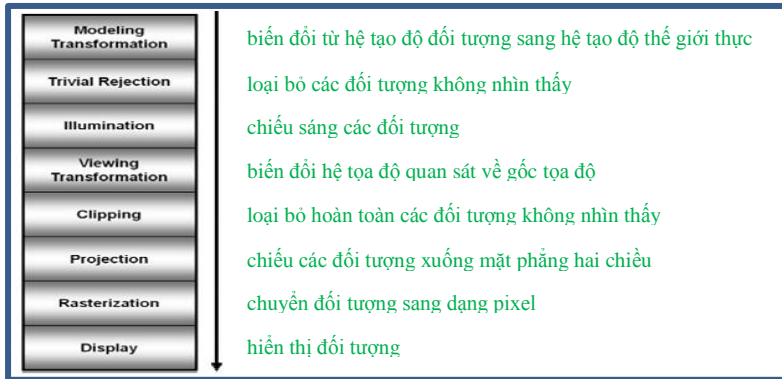 Modeling
Transformation
biến đổi từ hệ tạo độ đối tượng sang hệ tạo độ thế giới thực
Trivial Rejection
loại bỏ các đối tượng không nhìn thấy
Illumination
chiếu sáng các đối tượng
Viewing
Transformation
biến đổi hệ tọa độ quan sát về gốc tọa độ
Clipping
loại bỏ hoàn toàn các đối tượng không nhìn thấy
Projection
chiếu các đối tượng xuống mặt phẳng hai chiều
Rasterization
chuyển đối tượng sang dạng pixel
Display
hiển thị đối tượng